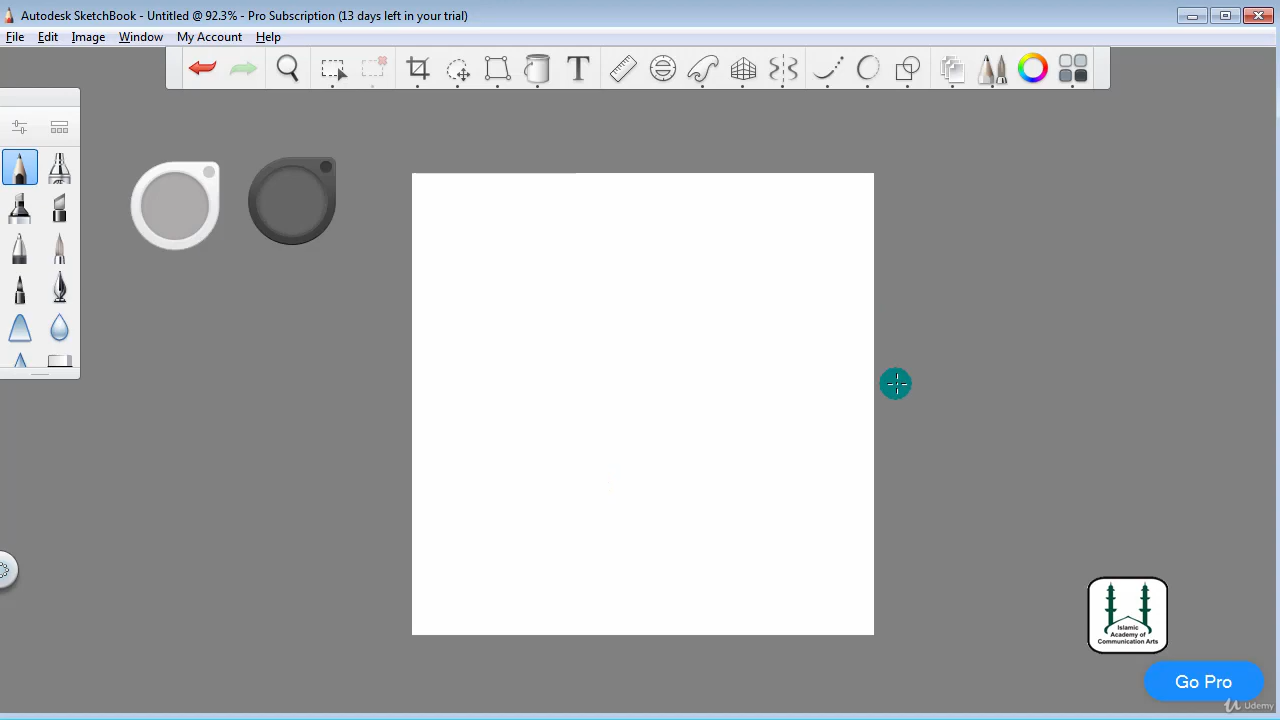 Autodesk SketchBook - Untitled @ 92.3% - Pro Subscription (13 days left in your trial)
File Edit Image Window My Account Help
T
Islamic
Academy of
Communication Arts
Go Pro
Udemy